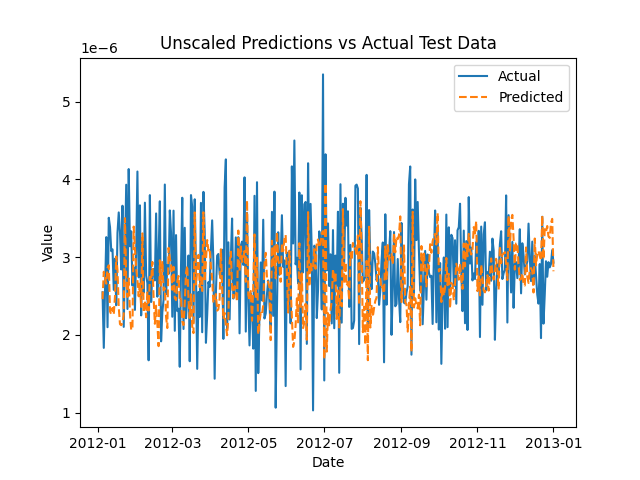 Unscaled Predictions vs Actual Test Data
1e−6
Actual
Predicted
5
4
3
2
1
Value
2012-01
2012-03
2012-05
2012-07
2012-09
2012-11
2013-01
Date